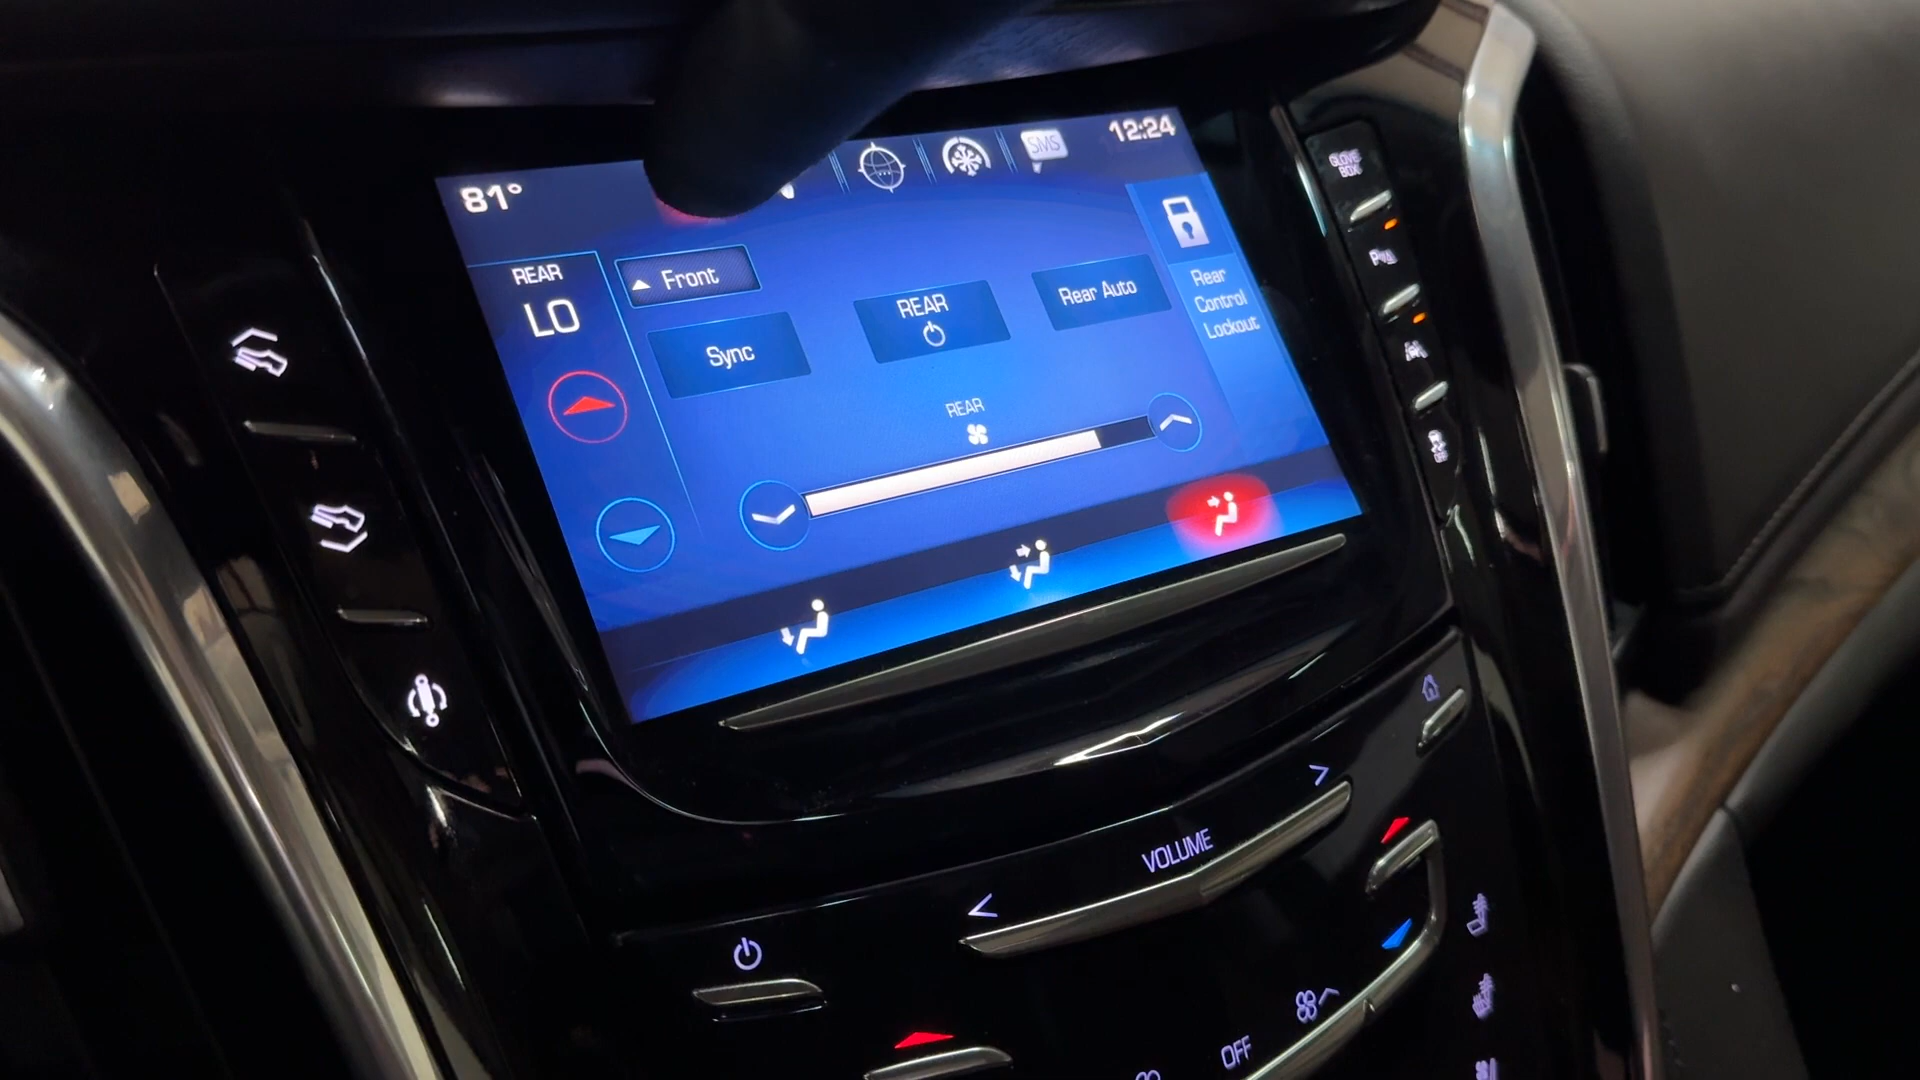 81°
SMS
12:24
REAR
LO
Front
Sync
REAR
Rear Auto
Rear
Control
Lockout
REAR
GLOVE
BOX
VOLUME
OFF